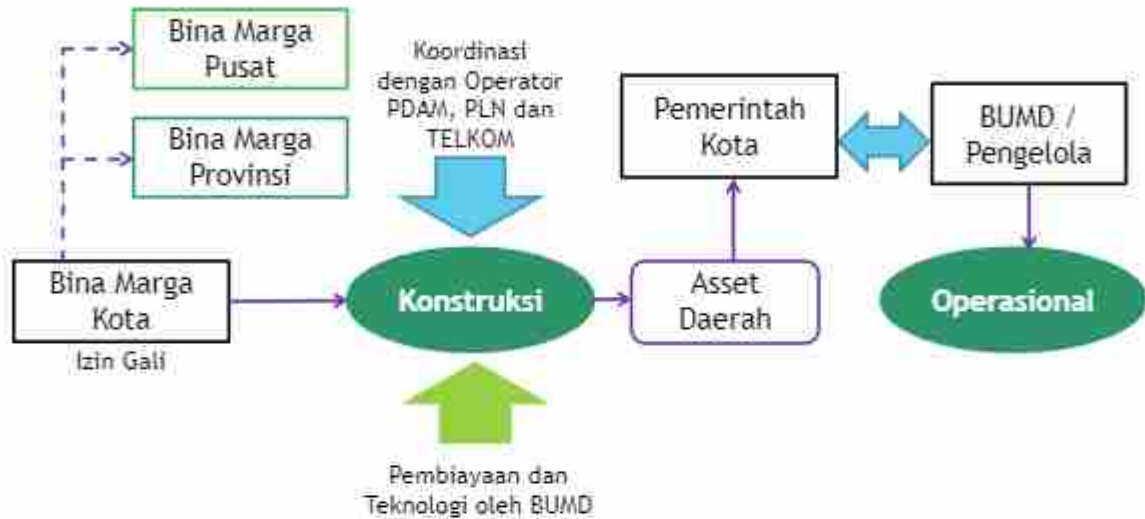 Bina Marga
Pusat
Bina Marga
Provinsi
Bina Marga
Kota
Izin Gali
Koordinasi
dengan Operator
PDAM, PLN dan
TELKOM
Konstruksi
Pembiayaan dan
Teknologi oleh BUMD
Asset
Daerah
Pemerintah
Kota
BUMD /
Pengelola
Operasional